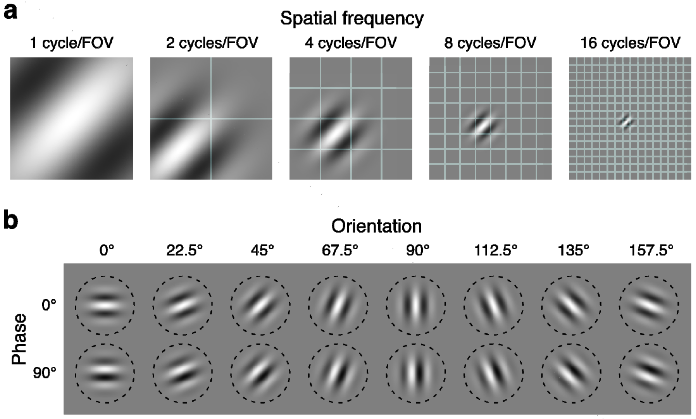 a
Spatial frequency
1 cycle/FOV 2 cycles/FOV 4 cycles/FOV 8 cycles/FOV 16 cycles/FOV
b
Orientation
0° 22.5° 45° 67.5° 90° 112.5° 135° 157.5°
Phase
0°
90°